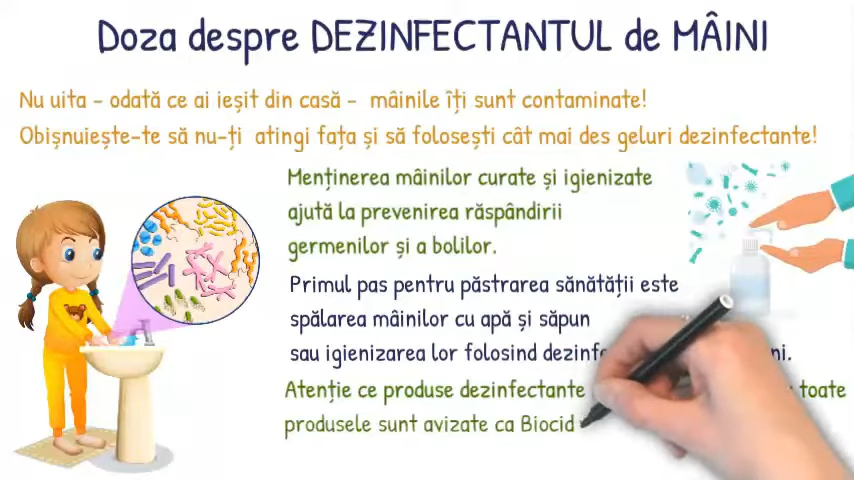 Doza despre DEZINFECTANTUL de MÂINI
Nu uita - odată ce ai ieșit din casă - mâinile îți sunt contaminate!
Obișnuiește-te să nu-ți atingi fața și să folosești cât mai des geluri dezinfectante!
Menținerea mâinilor curate și igienizate
ajută la prevenirea răspândirii
germenilor și a bolilor.
Primul pas pentru păstrarea sănătății este
spălarea mâinilor cu apă și săpun
sau igienizarea lor folosind
Atenție ce produse dezinfectante toate
produsele sunt avizate ca Biocid